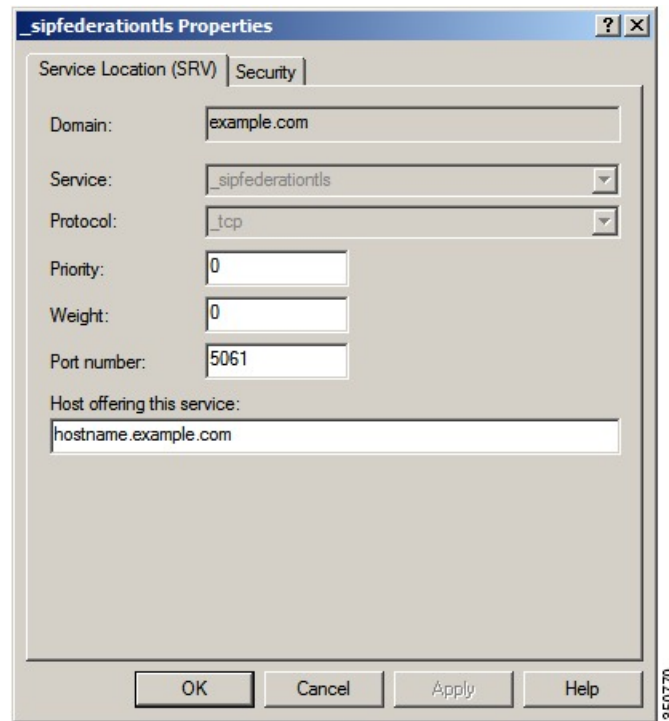 _sipfederationtls Properties
Service Location (SRV) Security
Domain: example.com
Service: _sipfederationtls
Protocol: _tcp
Priority: 0
Weight: 0
Port number: 5061
Host offering this service:
hostname.example.com
OK Cancel Apply Help